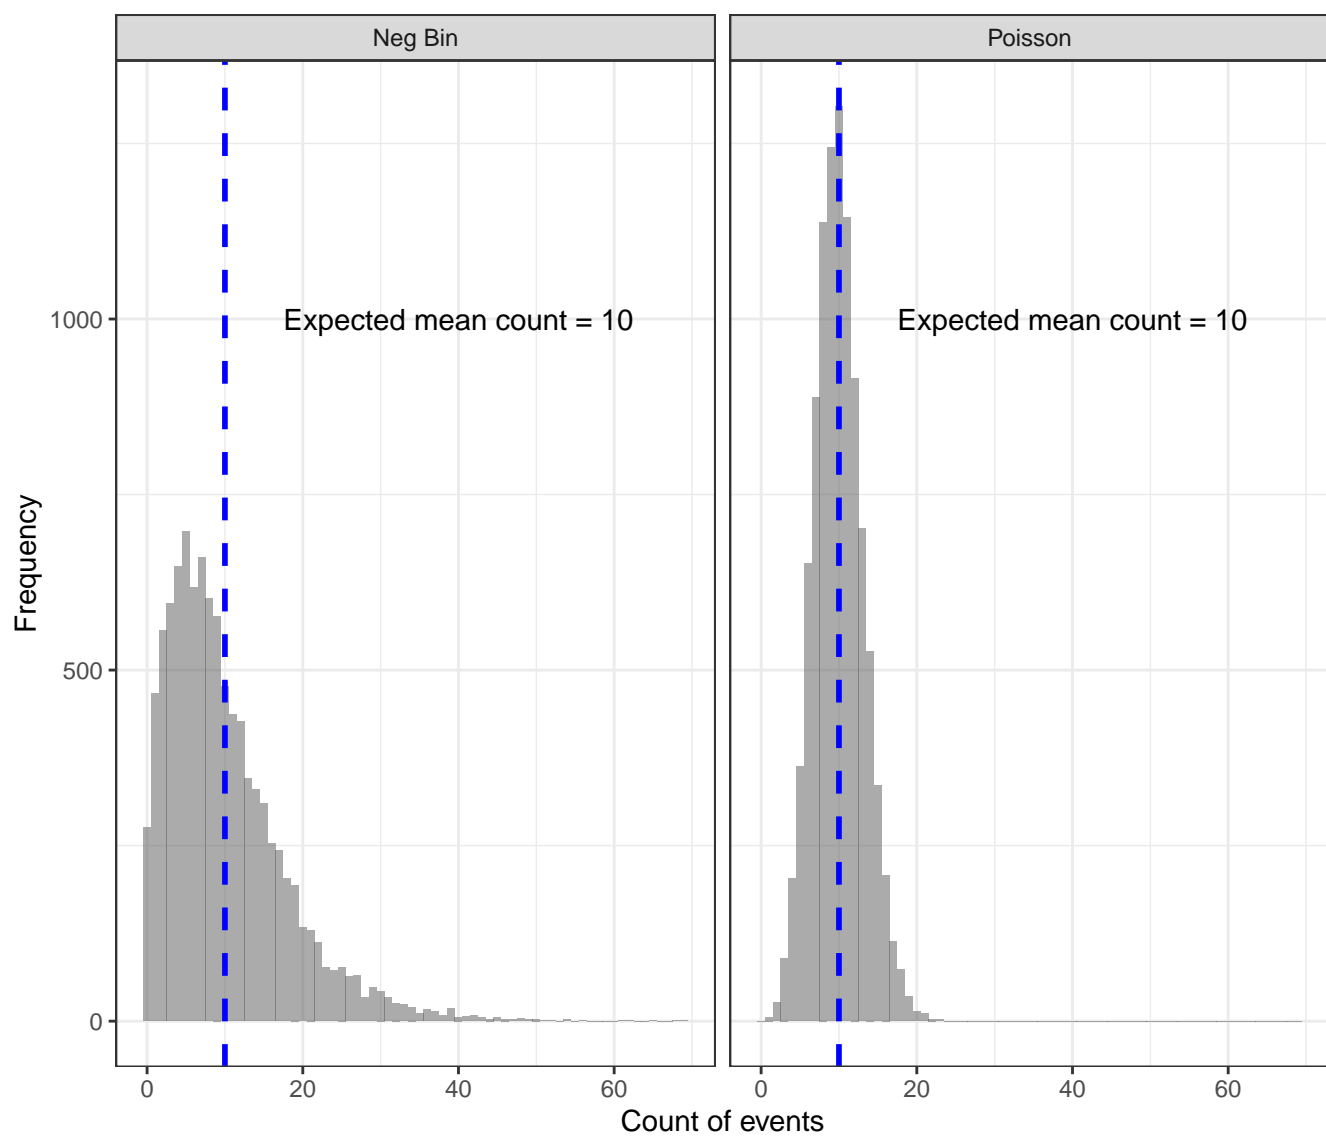 Neg Bin
Poisson
Expected mean count = 10
Expected mean count = 10
1000
500
0
Frequency
0 20 40 60
0 20 40 60
Count of events